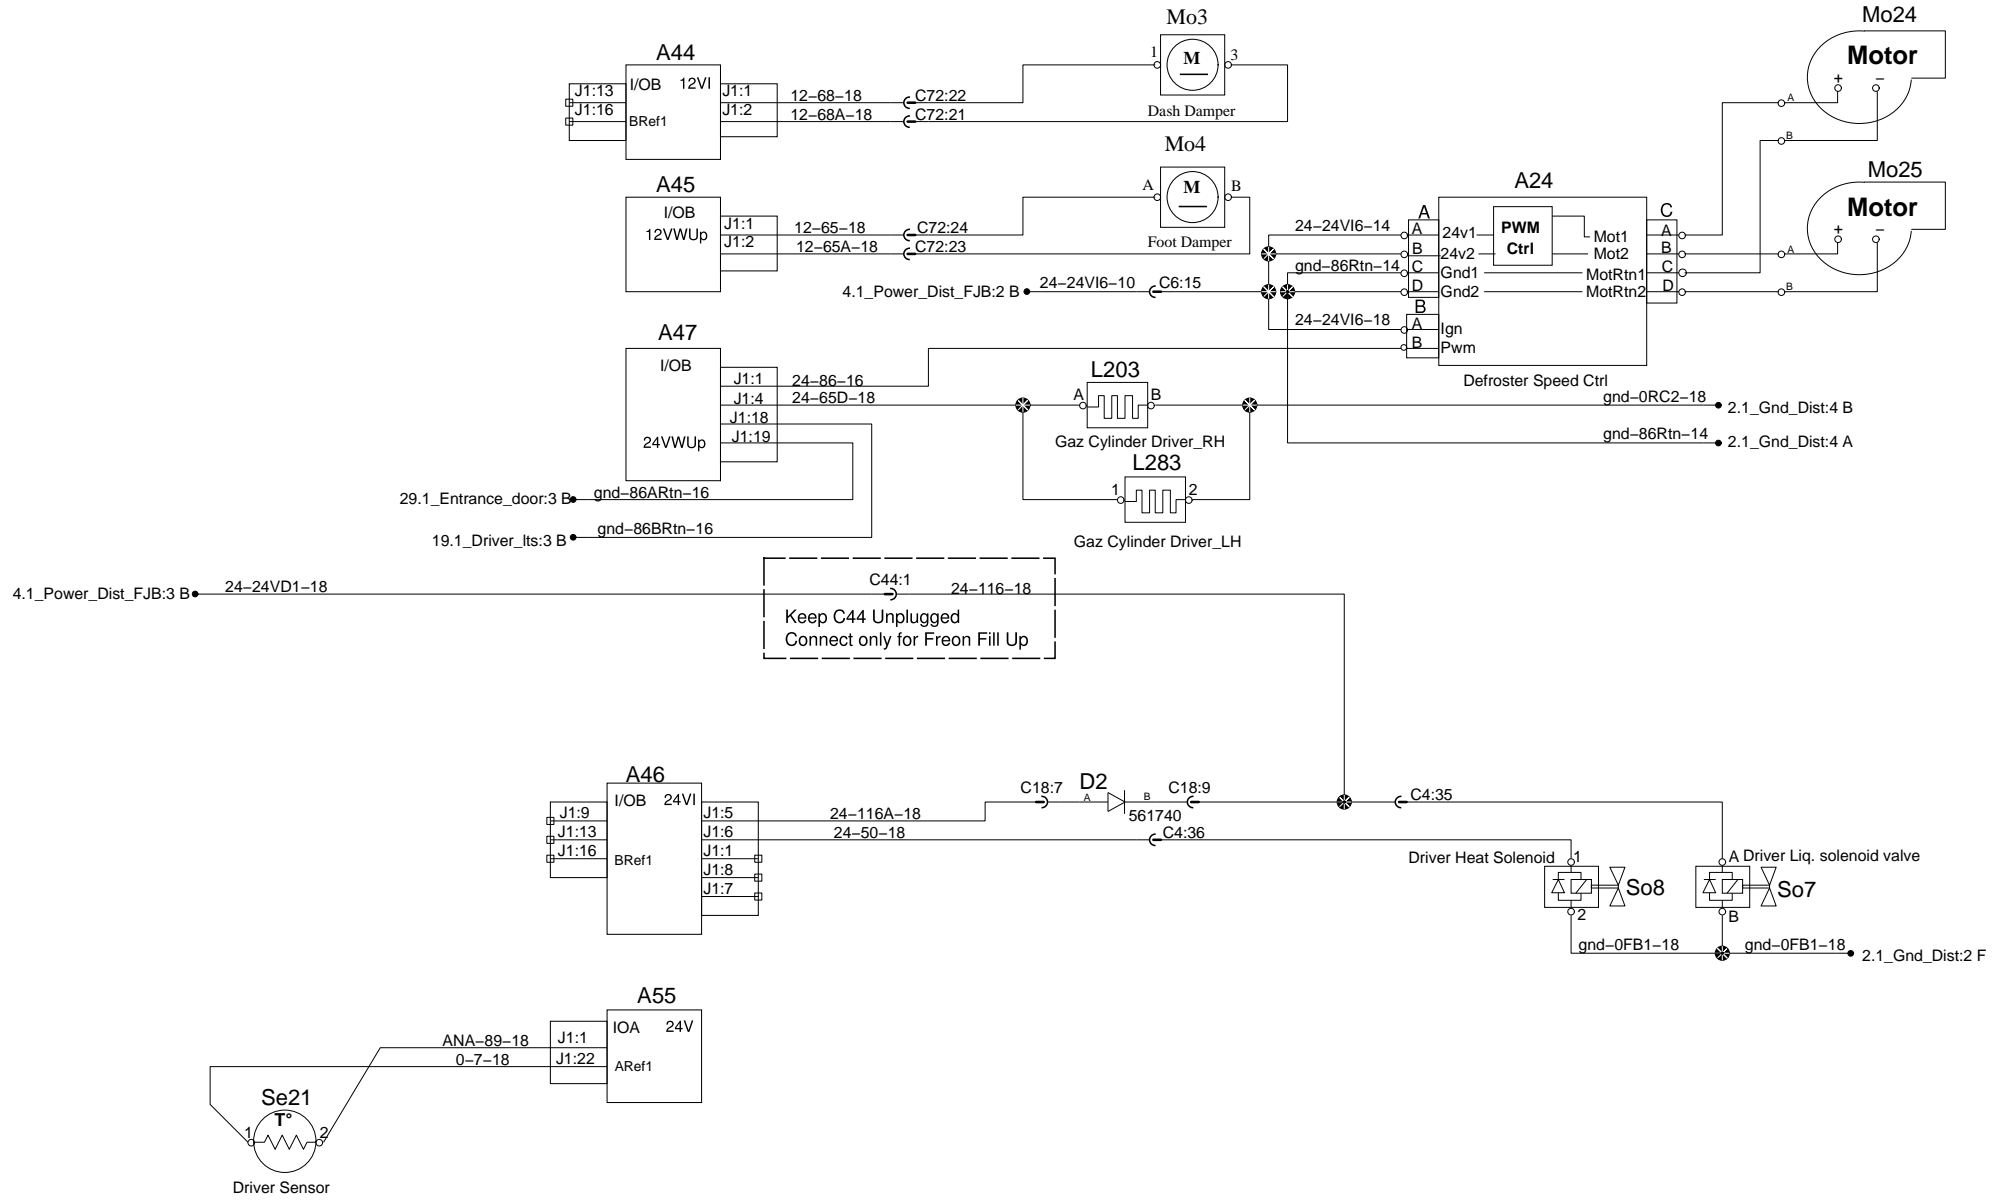 Mo3
1
M
3
Dash Damper
A44
I/OB 12VI
BRef1
J1:13
J1:16
J1:1
J1:2
12–68–18
12–68A–18
C72:22
C72:21
Mo4
A
M
B
Foot Damper
A45
I/OB
12VWUp
J1:1
J1:2
12–65–18
12–65A–18
C72:24
C72:23
Mo24
Motor
+ –
A
B
Mo25
Motor
+ –
A
B
A24
A
A
B
C
D
B
A
B
24v1
24v2
Gnd1
Gnd2
Ign
Pwm
PWM
Ctrl
Mot1
Mot2
MotRtn1
MotRtn2
C
A
B
C
D
Defroster Speed Ctrl
24–24VI6–14
gnd–86Rtn–14
24–24VI6–18
4.1_Power_Dist_FJB:2 B
24–24VI6–10
C6:15
A47
I/OB
24VWUp
J1:1
J1:4
J1:18
J1:19
24–86–16
24–65D–18
L203
A
B
Gaz Cylinder Driver_RH
L283
1
2
Gaz Cylinder Driver_LH
gnd–0RC2–18
2.1_Gnd_Dist:4 B
gnd–86Rtn–14
2.1_Gnd_Dist:4 A
29.1_Entrance_door:3 B
gnd–86ARtn–16
19.1_Driver_lts:3 B
gnd–86BRtn–16
4.1_Power_Dist_FJB:3 B
24–24VD1–18
C44:1
24–116–18
Keep C44 Unplugged
Connect only for Freon Fill Up
A46
I/OB 24VI
BRef1
J1:9
J1:13
J1:16
J1:5
J1:6
J1:1
J1:8
J1:7
24–116A–18
24–50–18
C18:7
D2
A
B
561740
C18:9
C4:35
C4:36
Driver Heat Solenoid
1
So8
2
A
Driver Liq. solenoid valve
So7
B
gnd–0FB1–18
gnd–0FB1–18
2.1_Gnd_Dist:2 F
A55
IOA 24V
ARef1
J1:1
J1:22
ANA–89–18
0–7–18
Se21
T°
1
2
Driver Sensor